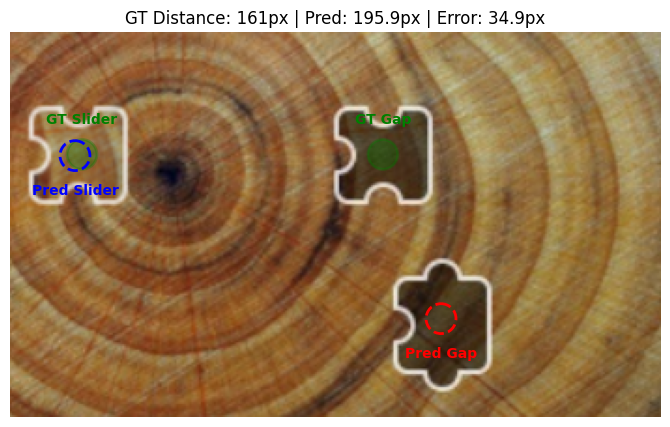 GT Distance: 161px | Pred: 195.9px | Error: 34.9px
GT Slider
GT Gap
Pred Slider
Pred Gap